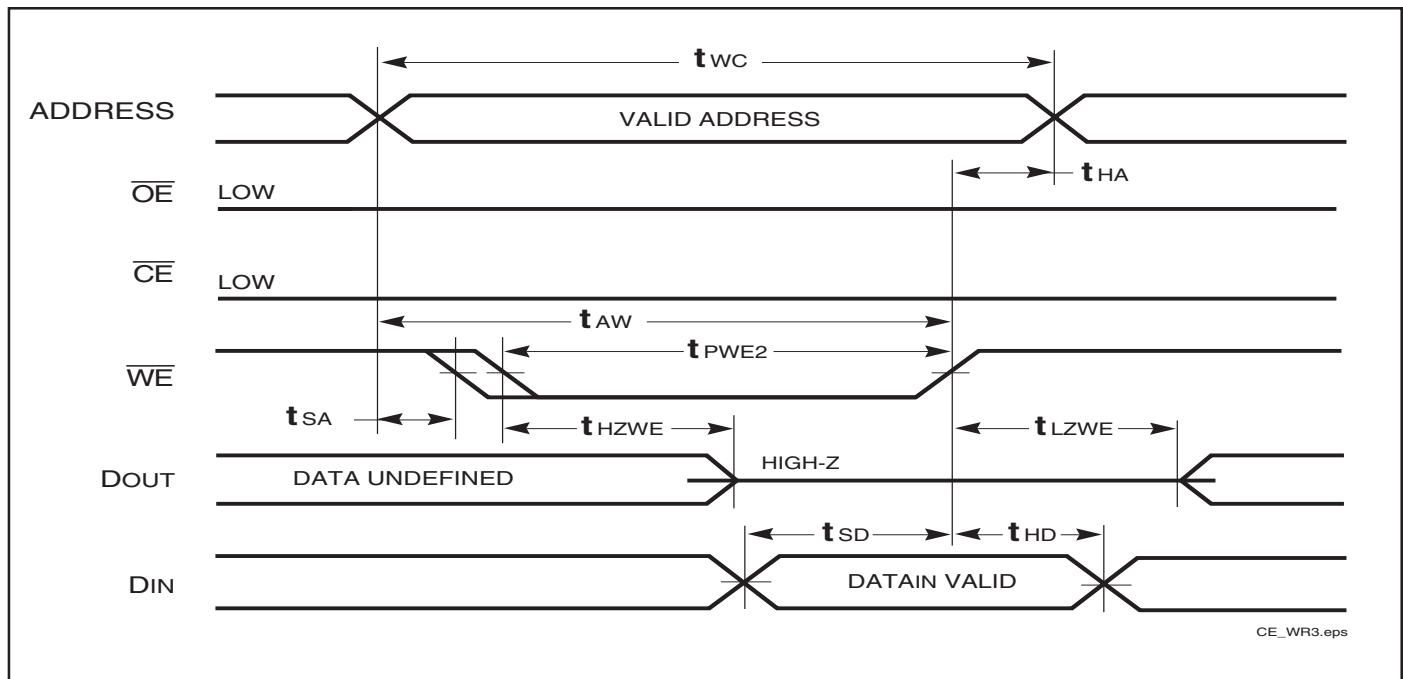 tWC
ADDRESS
VALID ADDRESS
tHA
OE LOW
CE LOW
tAW
tPWE2
WE
tSA
tHZWE
tLZWE
HIGH-Z
DOUT
DATA UNDEFINED
tSD
tHD
DIN
DATAIN VALID
CE_WR3.eps